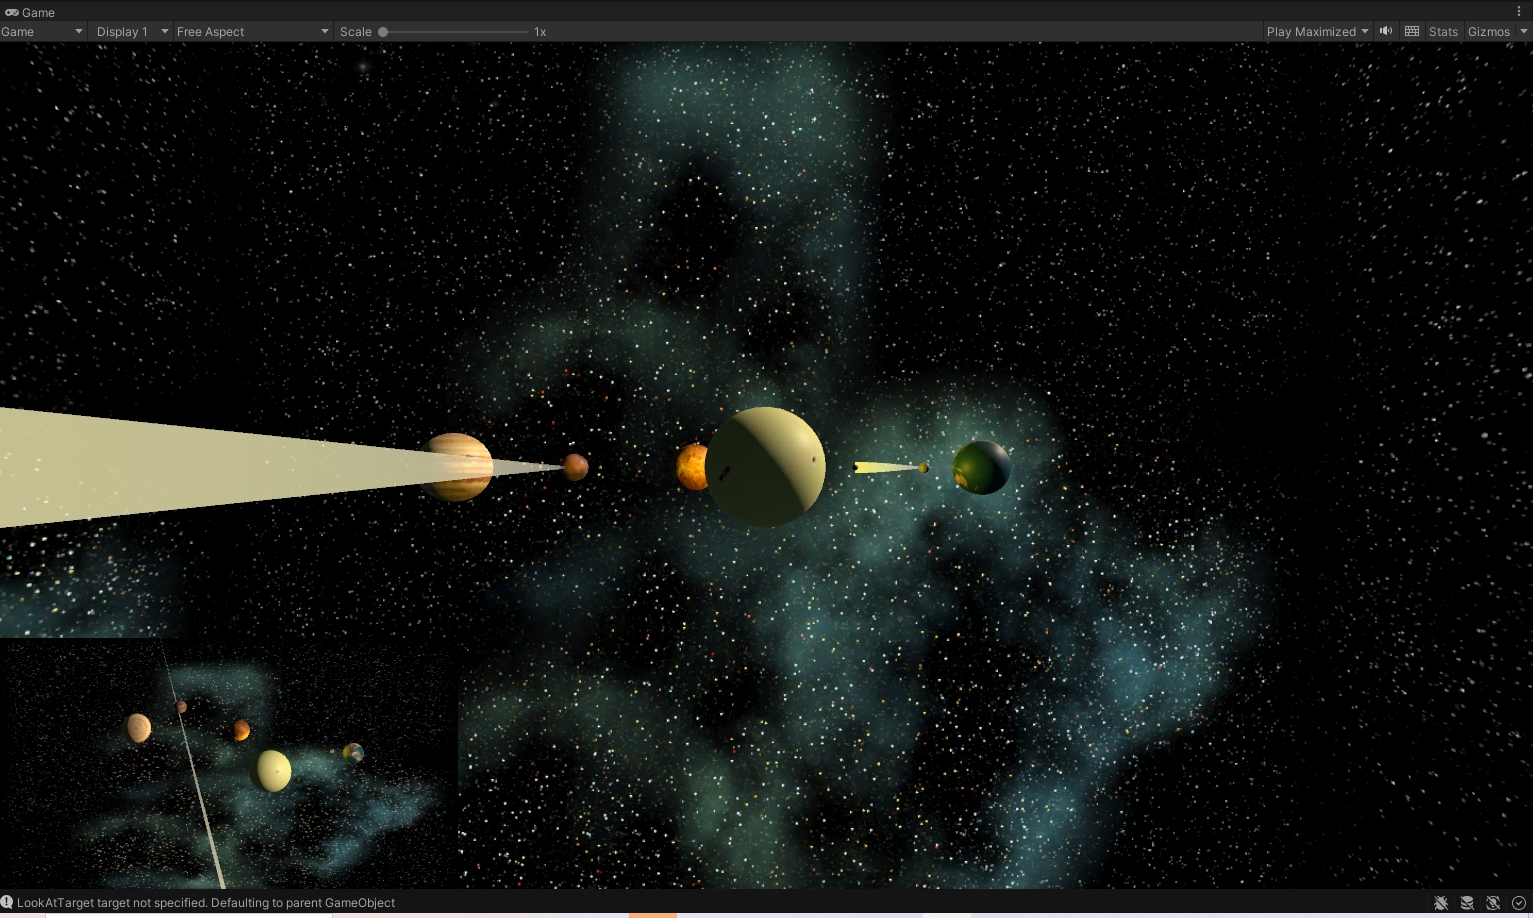 Game
Game Display 1 Free Aspect Scale 1x Play Maximized Stats Gizmos
LookAtTarget target not specified. Defaulting to parent GameObject